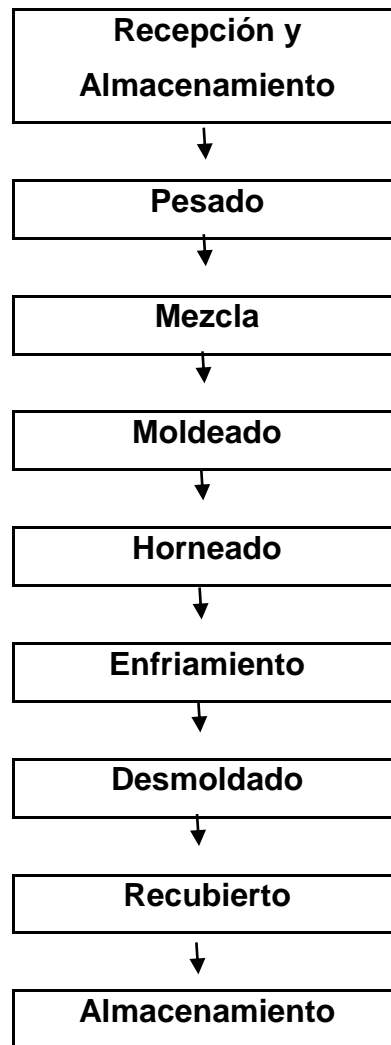 Recepción y
Almacenamiento
Pesado
Mezcla
Moldeado
Horneado
Enfriamiento
Desmoldado
Recubierto
Almacenamiento